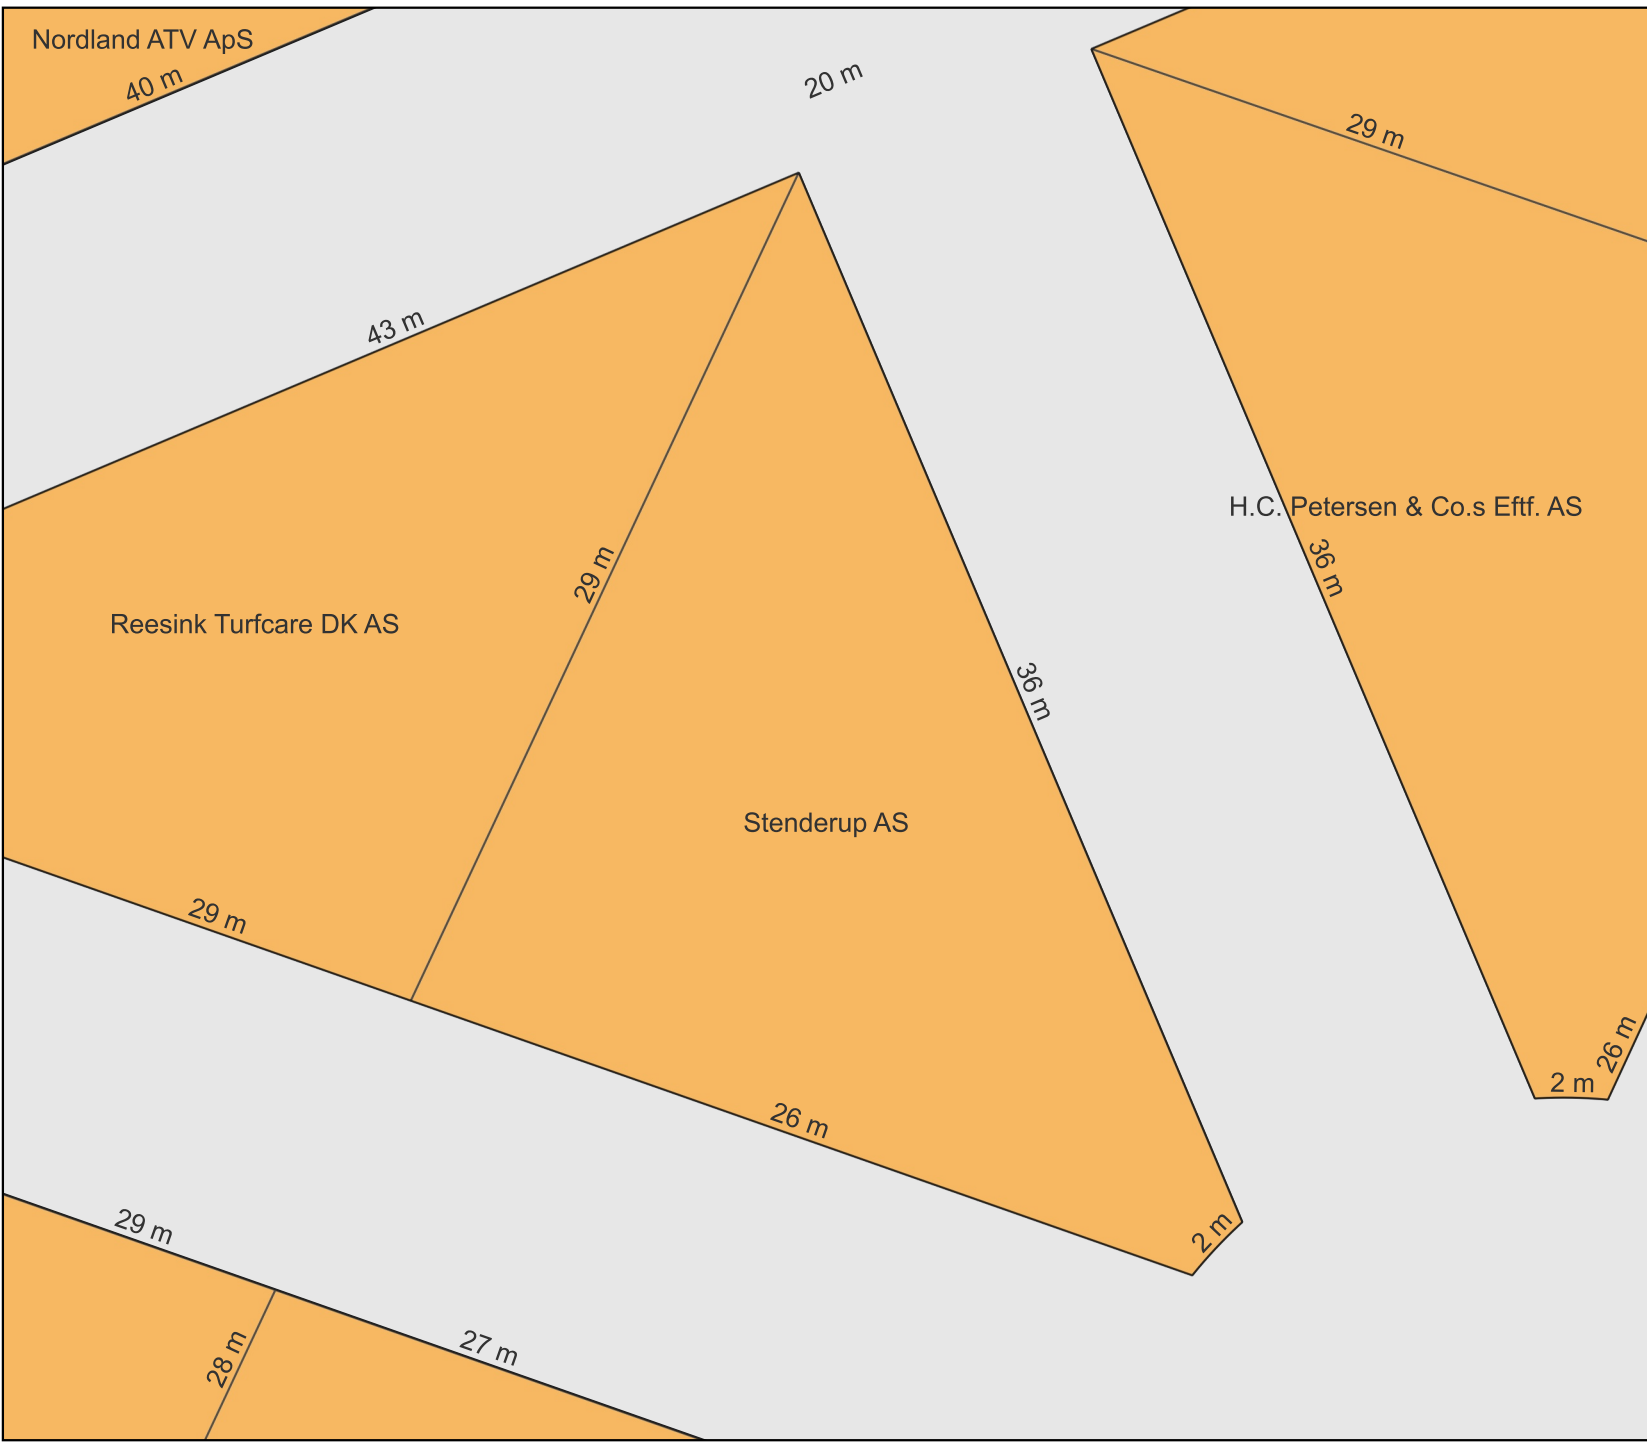 Nordland ATV ApS
40 m
20 m
29 m
43 m
H.C. Petersen & Co.s Eftf. AS
36 m
29 m
Reesink Turfcare DK AS
36 m
Stenderup AS
29 m
26 m
2 m
26 m
2 m
29 m
27 m
28 m